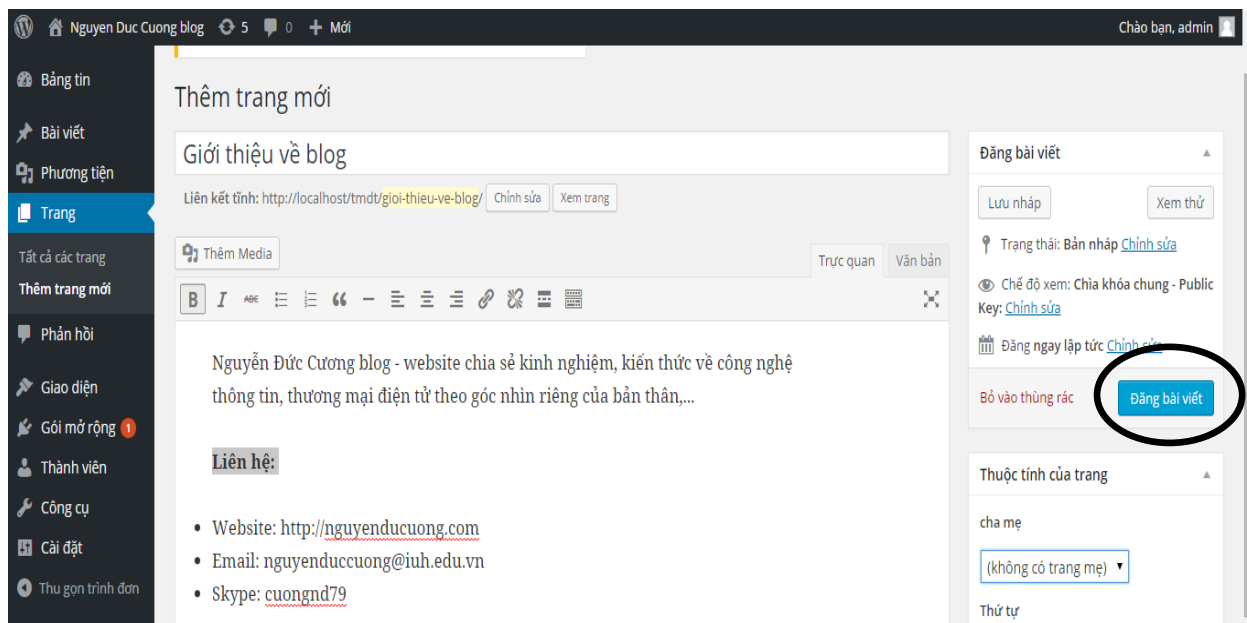 Nguyen Duc Cuong blog 5 0 Mới Chào bạn, admin
Bảng tin
Bài viết
Phương tiện
Trang
Tất cả các trang
Thêm trang mới
Phản hồi
Giao diện
Gói mở rộng 1
Thành viên
Công cụ
Cài đặt
Thu gọn trình đơn
Thêm trang mới
Giới thiệu về blog
Liên kết tĩnh: http://localhost/tmdt/gioi-thieu-ve-blog/ Chỉnh sửa Xem trang
Thêm Media
Trực quan Văn bản
B I ABC
Nguyễn Đức Cương blog - website chia sẻ kinh nghiệm, kiến thức về công nghệ
thông tin, thương mại điện tử theo góc nhìn riêng của bản thân,...
Liên hệ:
• Website: http://nguyenducuong.com
• Email: nguyenduccuong@iuh.edu.vn
• Skype: cuongnd79
Đăng bài viết
Lưu nháp Xem thử
Trạng thái: Bản nháp Chỉnh sửa
Chế độ xem: Chìa khóa chung - Public
Key: Chỉnh sửa
Đăng ngay lập tức Chỉnh sửa
Bỏ vào thùng rác Đăng bài viết
Thuộc tính của trang
cha mẹ
(không có trang mẹ)
Thứ tự